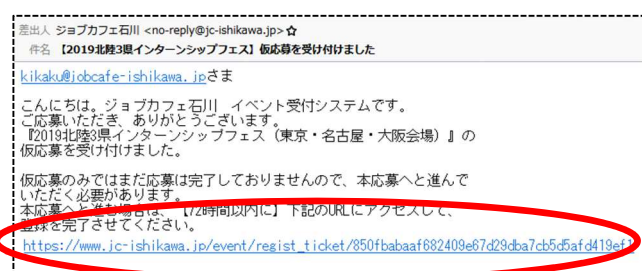 差出人 ジョブカフェ石川 <no-reply@jc-ishikawa.jp>☆
件名 【2019北陸3県インターンシップフェス】仮応募を受け付けました
kikaku@jobcafe-ishikawa.jpさま
こんにちは。ジョブカフェ石川 イベント受付システムです。
ご応募いただき、ありがとうございます。
『2019北陸3県インターンシップフェス（東京・名古屋・大阪会場）』の
仮応募を受け付けました。
仮応募のみではまだ応募は完了しておりませんので、本応募へと進んで
いただく必要があります。
本応募へと進む場合は、【72時間以内に】下記のURLにアクセスして、
登録を完了させてください。
https://www.jc-ishikawa.jp/event/regist_ticket/850fbabaaf682409e67d29dba7cb5d5afd419ef1